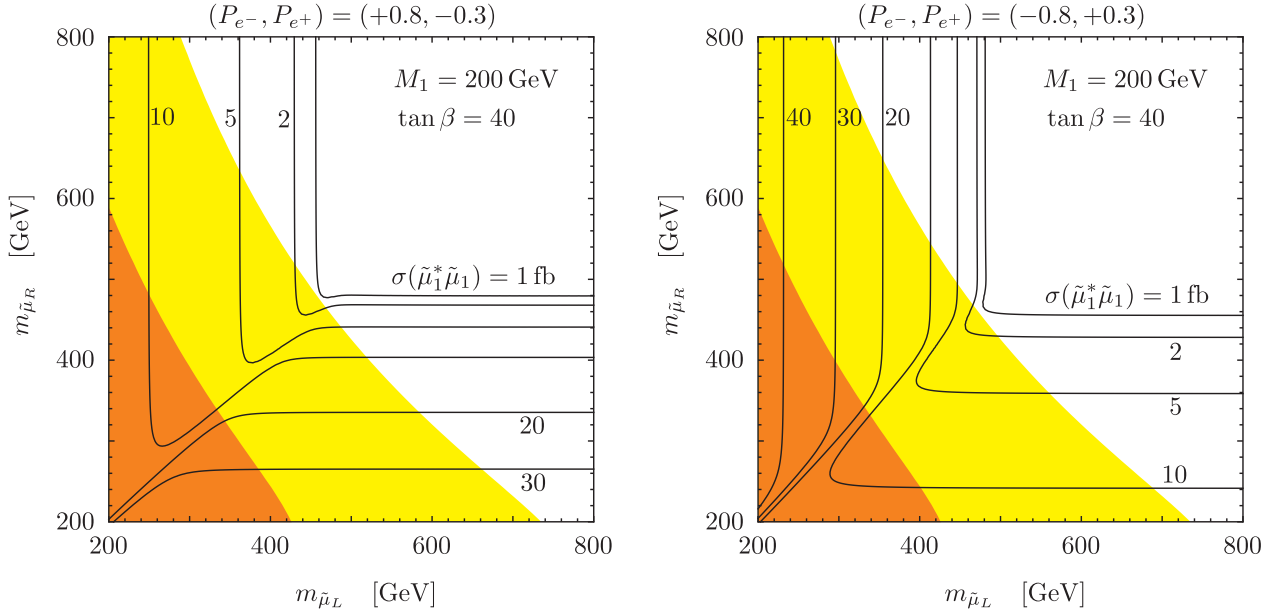 (P_{e^-}, P_{e^+}) = (+0.8, −0.3)
800
600
400
200
m_{\tilde{μ}_R} [GeV]
M_1 = 200 GeV
tan β = 40
10
5
2
σ(\tilde{μ}_1^* \tilde{μ}_1) = 1 fb
20
30
200
400
600
800
m_{\tilde{μ}_L} [GeV]
(P_{e^-}, P_{e^+}) = (−0.8, +0.3)
800
600
400
200
m_{\tilde{μ}_R} [GeV]
M_1 = 200 GeV
tan β = 40
40
30
20
σ(\tilde{μ}_1^* \tilde{μ}_1) = 1 fb
2
5
10
200
400
600
800
m_{\tilde{μ}_L} [GeV]